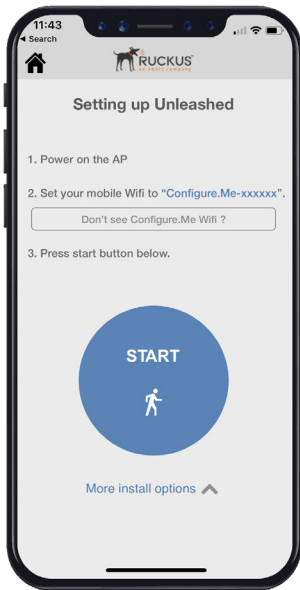 11:43
◀ Search
RUCKUS
an ARRIS company
Setting up Unleashed
1. Power on the AP
2. Set your mobile Wifi to “Configure.Me-xxxxxx”.
Don't see Configure.Me Wifi ?
3. Press start button below.
START
More install options